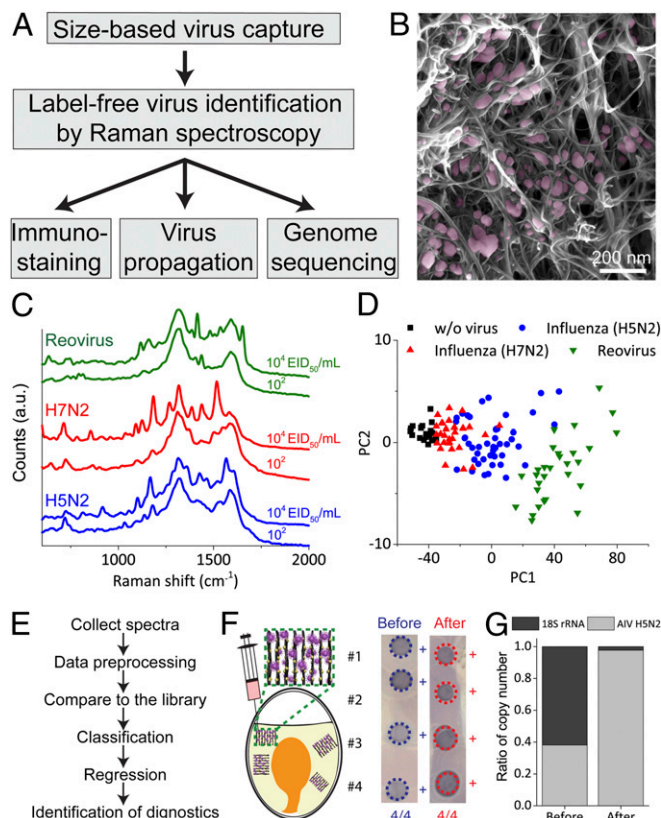 A
Size-based virus capture
Label-free virus identification
by Raman spectroscopy
Immuno-
staining
Virus
propagation
Genome
sequencing
B
200 nm
C
Reovirus
10⁴ EID₅₀/mL
10²
H7N2
10⁴ EID₅₀/mL
10²
H5N2
10⁴ EID₅₀/mL
10²
Counts (a.u.)
1000
1500
2000
Raman shift (cm⁻¹)
D
w/o virus
Influenza (H5N2)
Influenza (H7N2)
Reovirus
PC2
10
0
-10
-40
0
40
80
PC1
E
Collect spectra
Data preprocessing
Compare to the library
Classification
Regression
Identification of dignostics
F
#1
#2
#3
#4
Before
After
+ +
+ +
+ +
+ +
4/4 4/4
G
18S rRNA
AIV H5N2
Ratio of copy number
1.0
0.8
0.6
0.4
0.2
0.0
Before
After